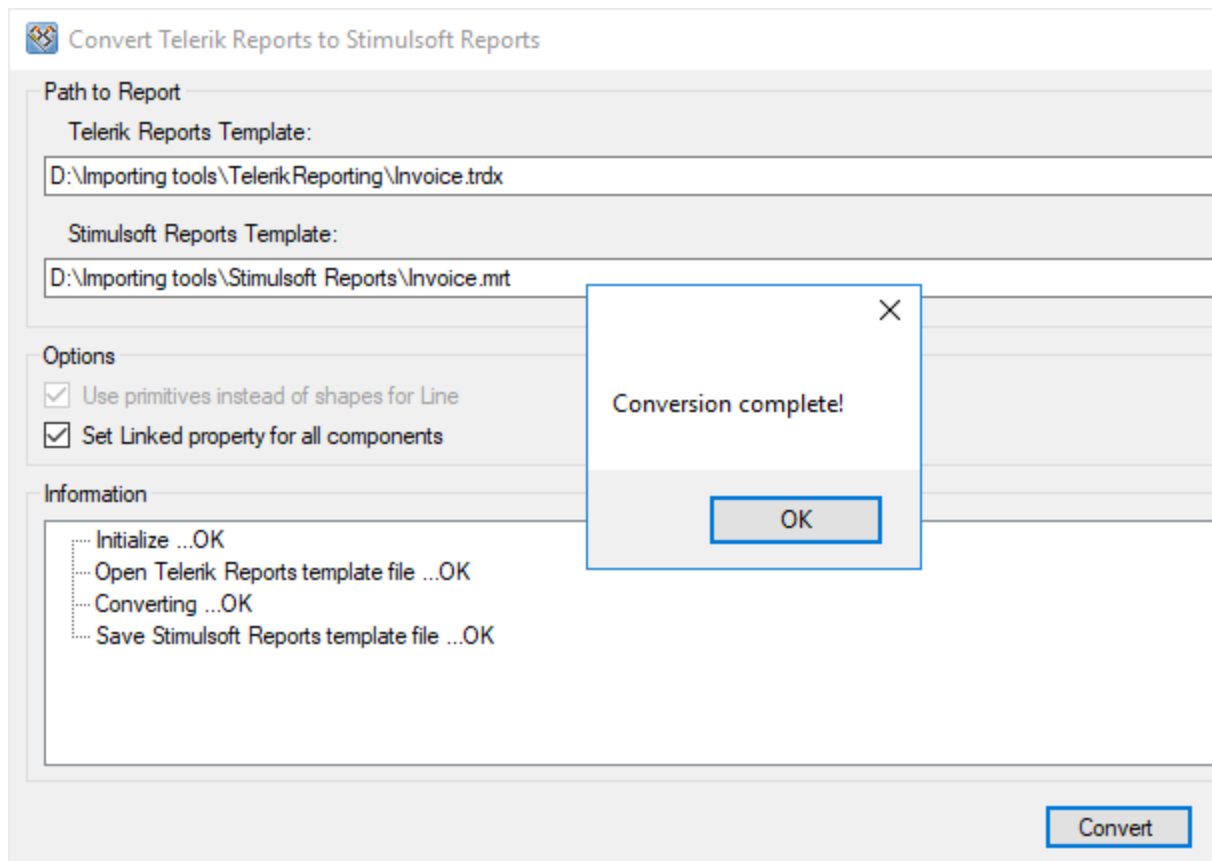 Convert Telerik Reports to Stimulsoft Reports
Path to Report
Telerik Reports Template:
D:\Importing tools\TelerikReporting\Invoice.trdx
Stimulsoft Reports Template:
D:\Importing tools\Stimulsoft Reports\Invoice.mrt
Options
Use primitives instead of shapes for Line
Set Linked property for all components
Conversion complete!
OK
Information
Initialize ...OK
Open Telerik Reports template file ...OK
Converting ...OK
Save Stimulsoft Reports template file ...OK
Convert